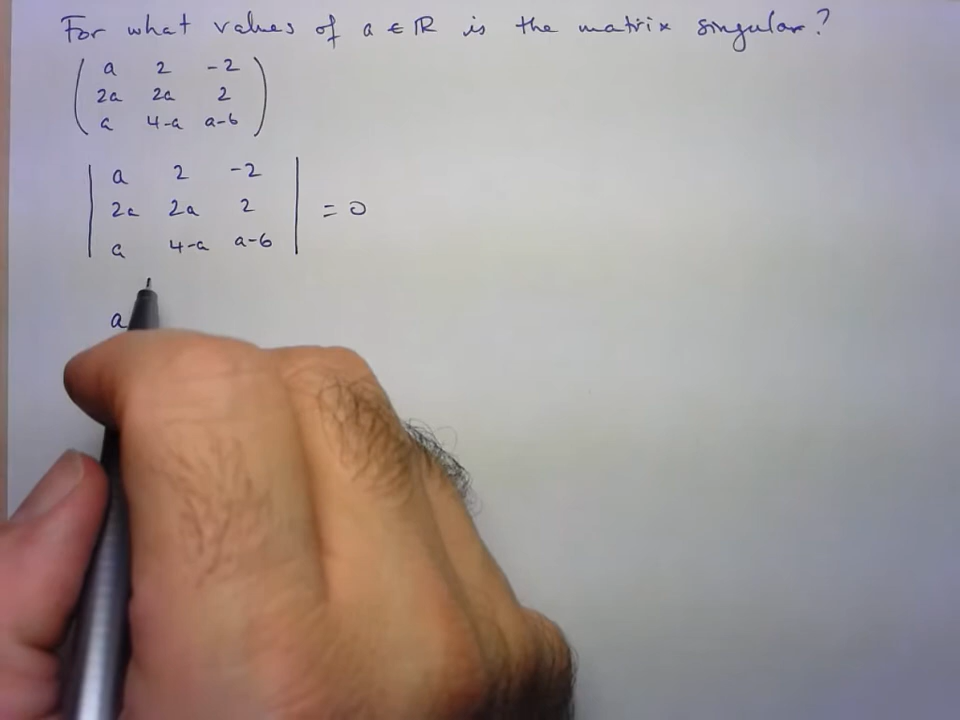 For what values of a ∈ ℝ is the matrix singular?
a 2 -2
2a 2a 2
a 4-a a-6
a 2 -2
2a 2a 2 = 0
a 4-a a-6
a